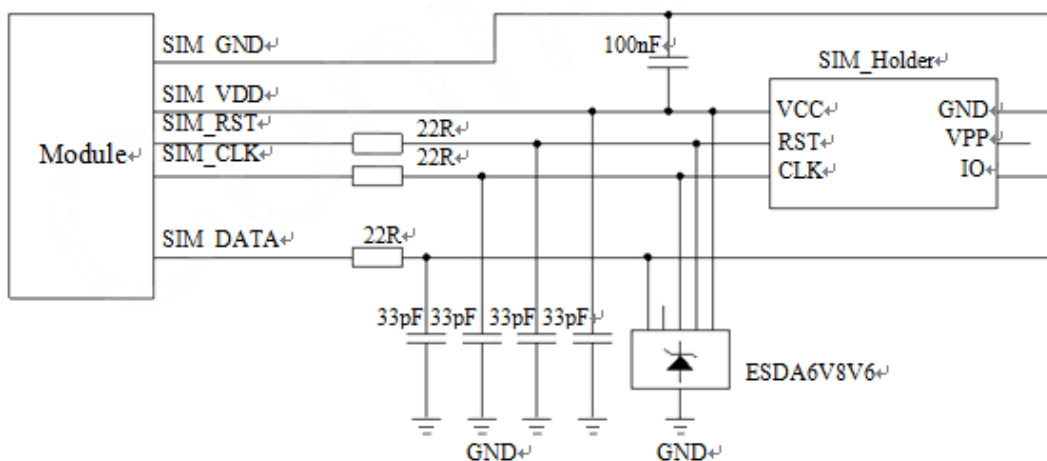 SIM_GND↵
100nF↵
SIM_Holder↵
SIM_VDD↵
VCC↵
GND↵
SIM_RST↵
22R↵
RST↵
VPP↵
Module↵
SIM_CLK↵
22R↵
CLK↵
IO↵
SIM_DATA↵
22R↵
33pF↵ 33pF↵ 33pF↵ 33pF↵
ESDA6V8V6↵
GND↵
GND↵